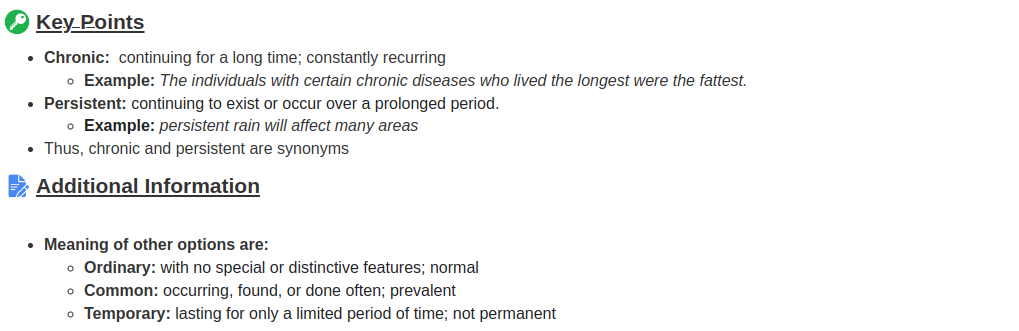 Key Points
Chronic:  continuing for a long time; constantly recurring
Example: The individuals with certain chronic diseases who lived the longest were the fattest.
Persistent: continuing to exist or occur over a prolonged period.
Example: persistent rain will affect many areas
Thus, chronic and persistent are synonyms
Additional Information
Meaning of other options are:
Ordinary: with no special or distinctive features; normal
Common: occurring, found, or done often; prevalent
Temporary: lasting for only a limited period of time; not permanent